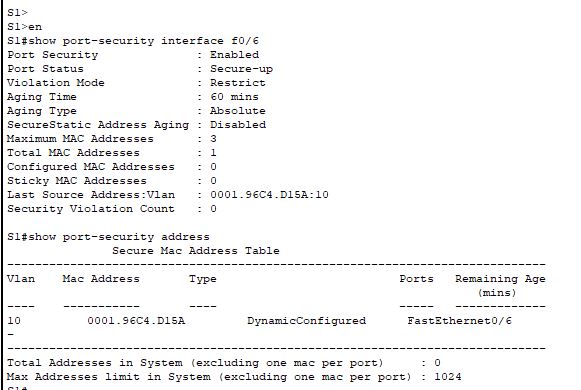 S1>
S1>en
S1#show port-security interface f0/6
Port Security : Enabled
Port Status : Secure-up
Violation Mode : Restrict
Aging Time : 60 mins
Aging Type : Absolute
SecureStatic Address Aging : Disabled
Maximum MAC Addresses : 3
Total MAC Addresses : 1
Configured MAC Addresses : 0
Sticky MAC Addresses : 0
Last Source Address:Vlan : 0001.96C4.D15A:10
Security Violation Count : 0
S1#show port-security address
Secure Mac Address Table
-------------------------------------------------------------------------------
Vlan Mac Address Type Ports Remaining Age
(mins)
---- ----------- ---- ----- -------------
10 0001.96C4.D15A DynamicConfigured FastEthernet0/6
-------------------------------------------------------------------------------
Total Addresses in System (excluding one mac per port) : 0
Max Addresses limit in System (excluding one mac per port) : 1024
S1#